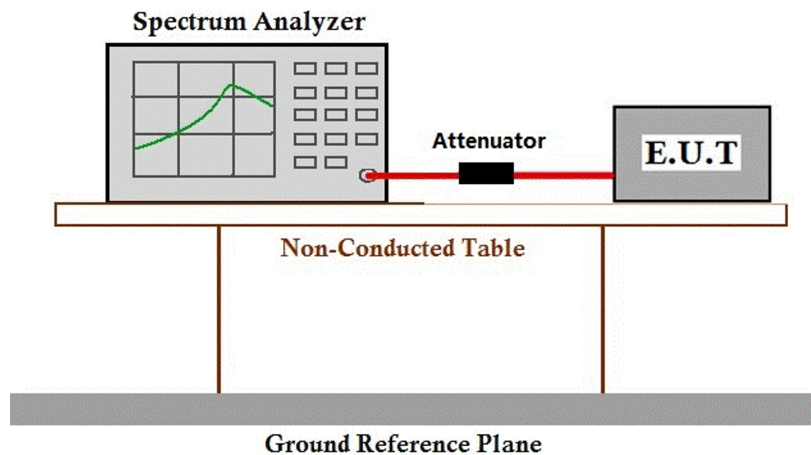 Spectrum Analyzer
Attenuator
E.U.T
Non-Conducted Table
Ground Reference Plane